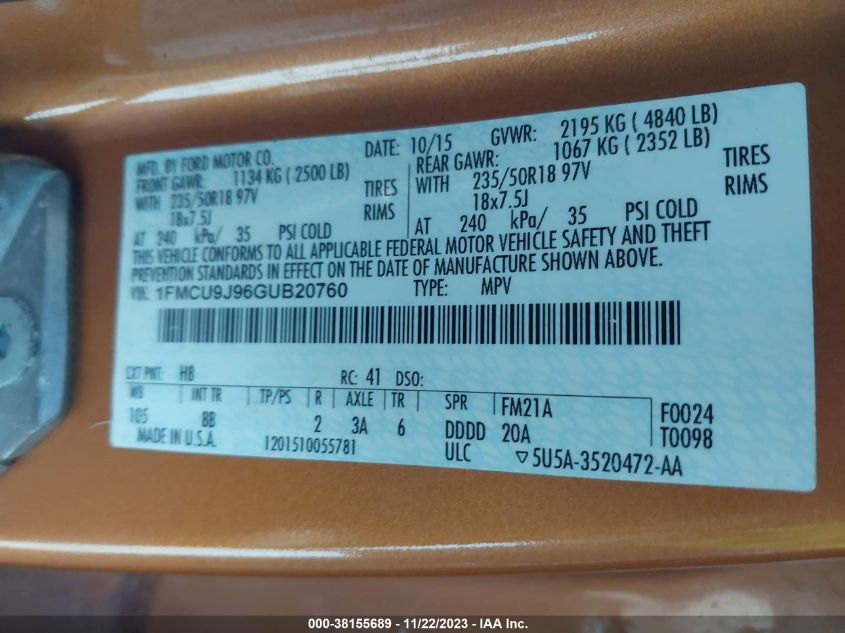 MFD. BY FORD MOTOR CO.
DATE: 10/15 GVWR: 2195 KG ( 4840 LB)
FRONT GAWR: 1134 KG ( 2500 LB)
REAR GAWR: 1067 KG ( 2352 LB)
WITH 235/50R18 97V TIRES
WITH 235/50R18 97V TIRES
18x7.5J RIMS
18x7.5J RIMS
AT 240 kPa/ 35 PSI COLD
AT 240 kPa/ 35 PSI COLD
THIS VEHICLE CONFORMS TO ALL APPLICABLE FEDERAL MOTOR VEHICLE SAFETY AND THEFT
PREVENTION STANDARDS IN EFFECT ON THE DATE OF MANUFACTURE SHOWN ABOVE.
VIN: 1FMCU9J96GUB20760 TYPE: MPV
EXT PNT: H8 RC: 41 DSO:
WB INT TR TP/PS R AXLE TR SPR FM21A F0024
105 BB 2 3A 6 DDDD 20A T0098
MADE IN U.S.A. 1201510055781 ULC ▽5U5A-3520472-AA
000-38155689 - 11/22/2023 - IAA Inc.